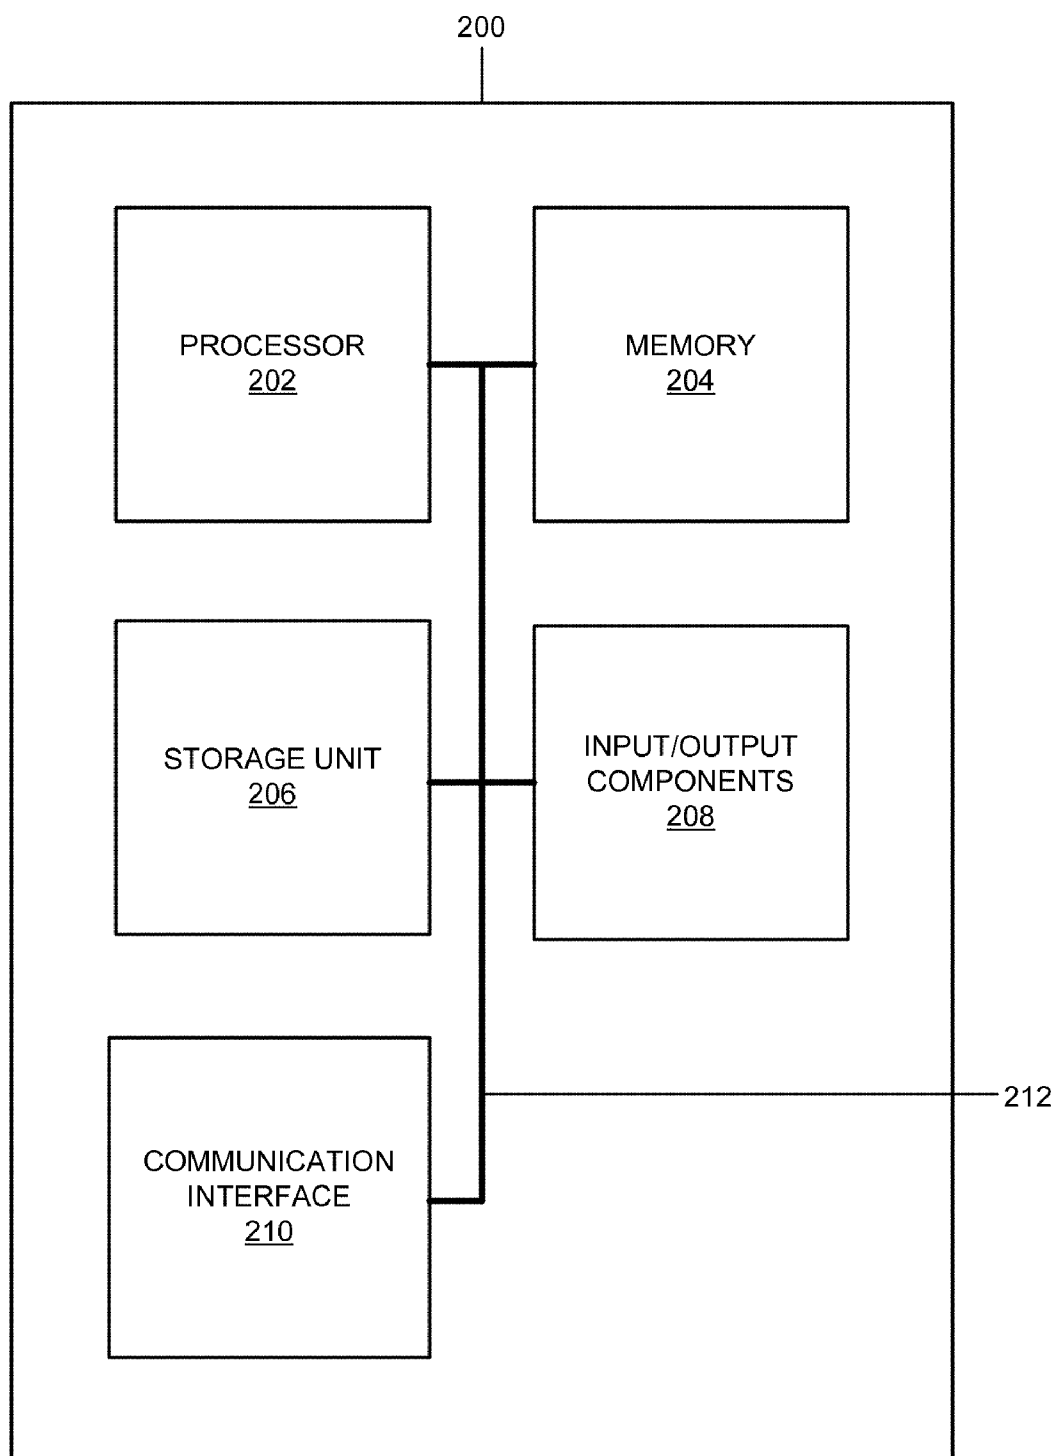 200
PROCESSOR
202
MEMORY
204
STORAGE UNIT
206
INPUT/OUTPUT
COMPONENTS
208
212
COMMUNICATION
INTERFACE
210